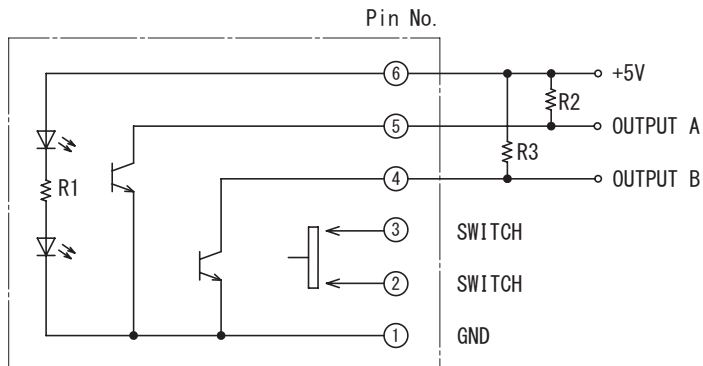 Pin No.
6
+5V
R2
5
OUTPUT A
R3
4
OUTPUT B
R1
3
SWITCH
2
SWITCH
1
GND